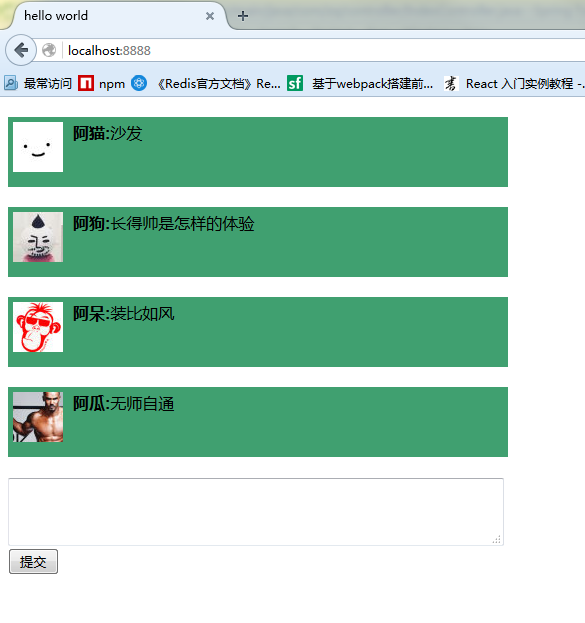 hello world
localhost:8888
最常访问 npm 《Redis官方文档》Re... sf 基于webpack搭建前... React 入门实例教程 -
阿猫:沙发
阿狗:长得帅是怎样的体验
阿呆:装比如风
阿瓜:无师自通
提交